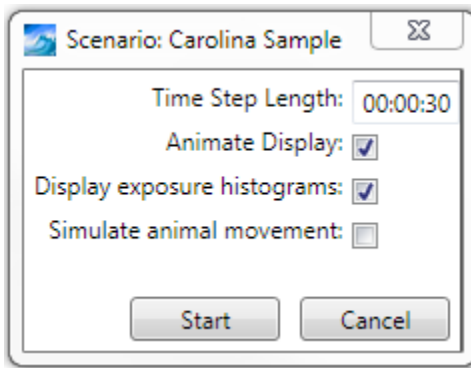 Scenario: Carolina Sample
Time Step Length: 00:00:30
Animate Display:
Display exposure histograms:
Simulate animal movement:
Start Cancel